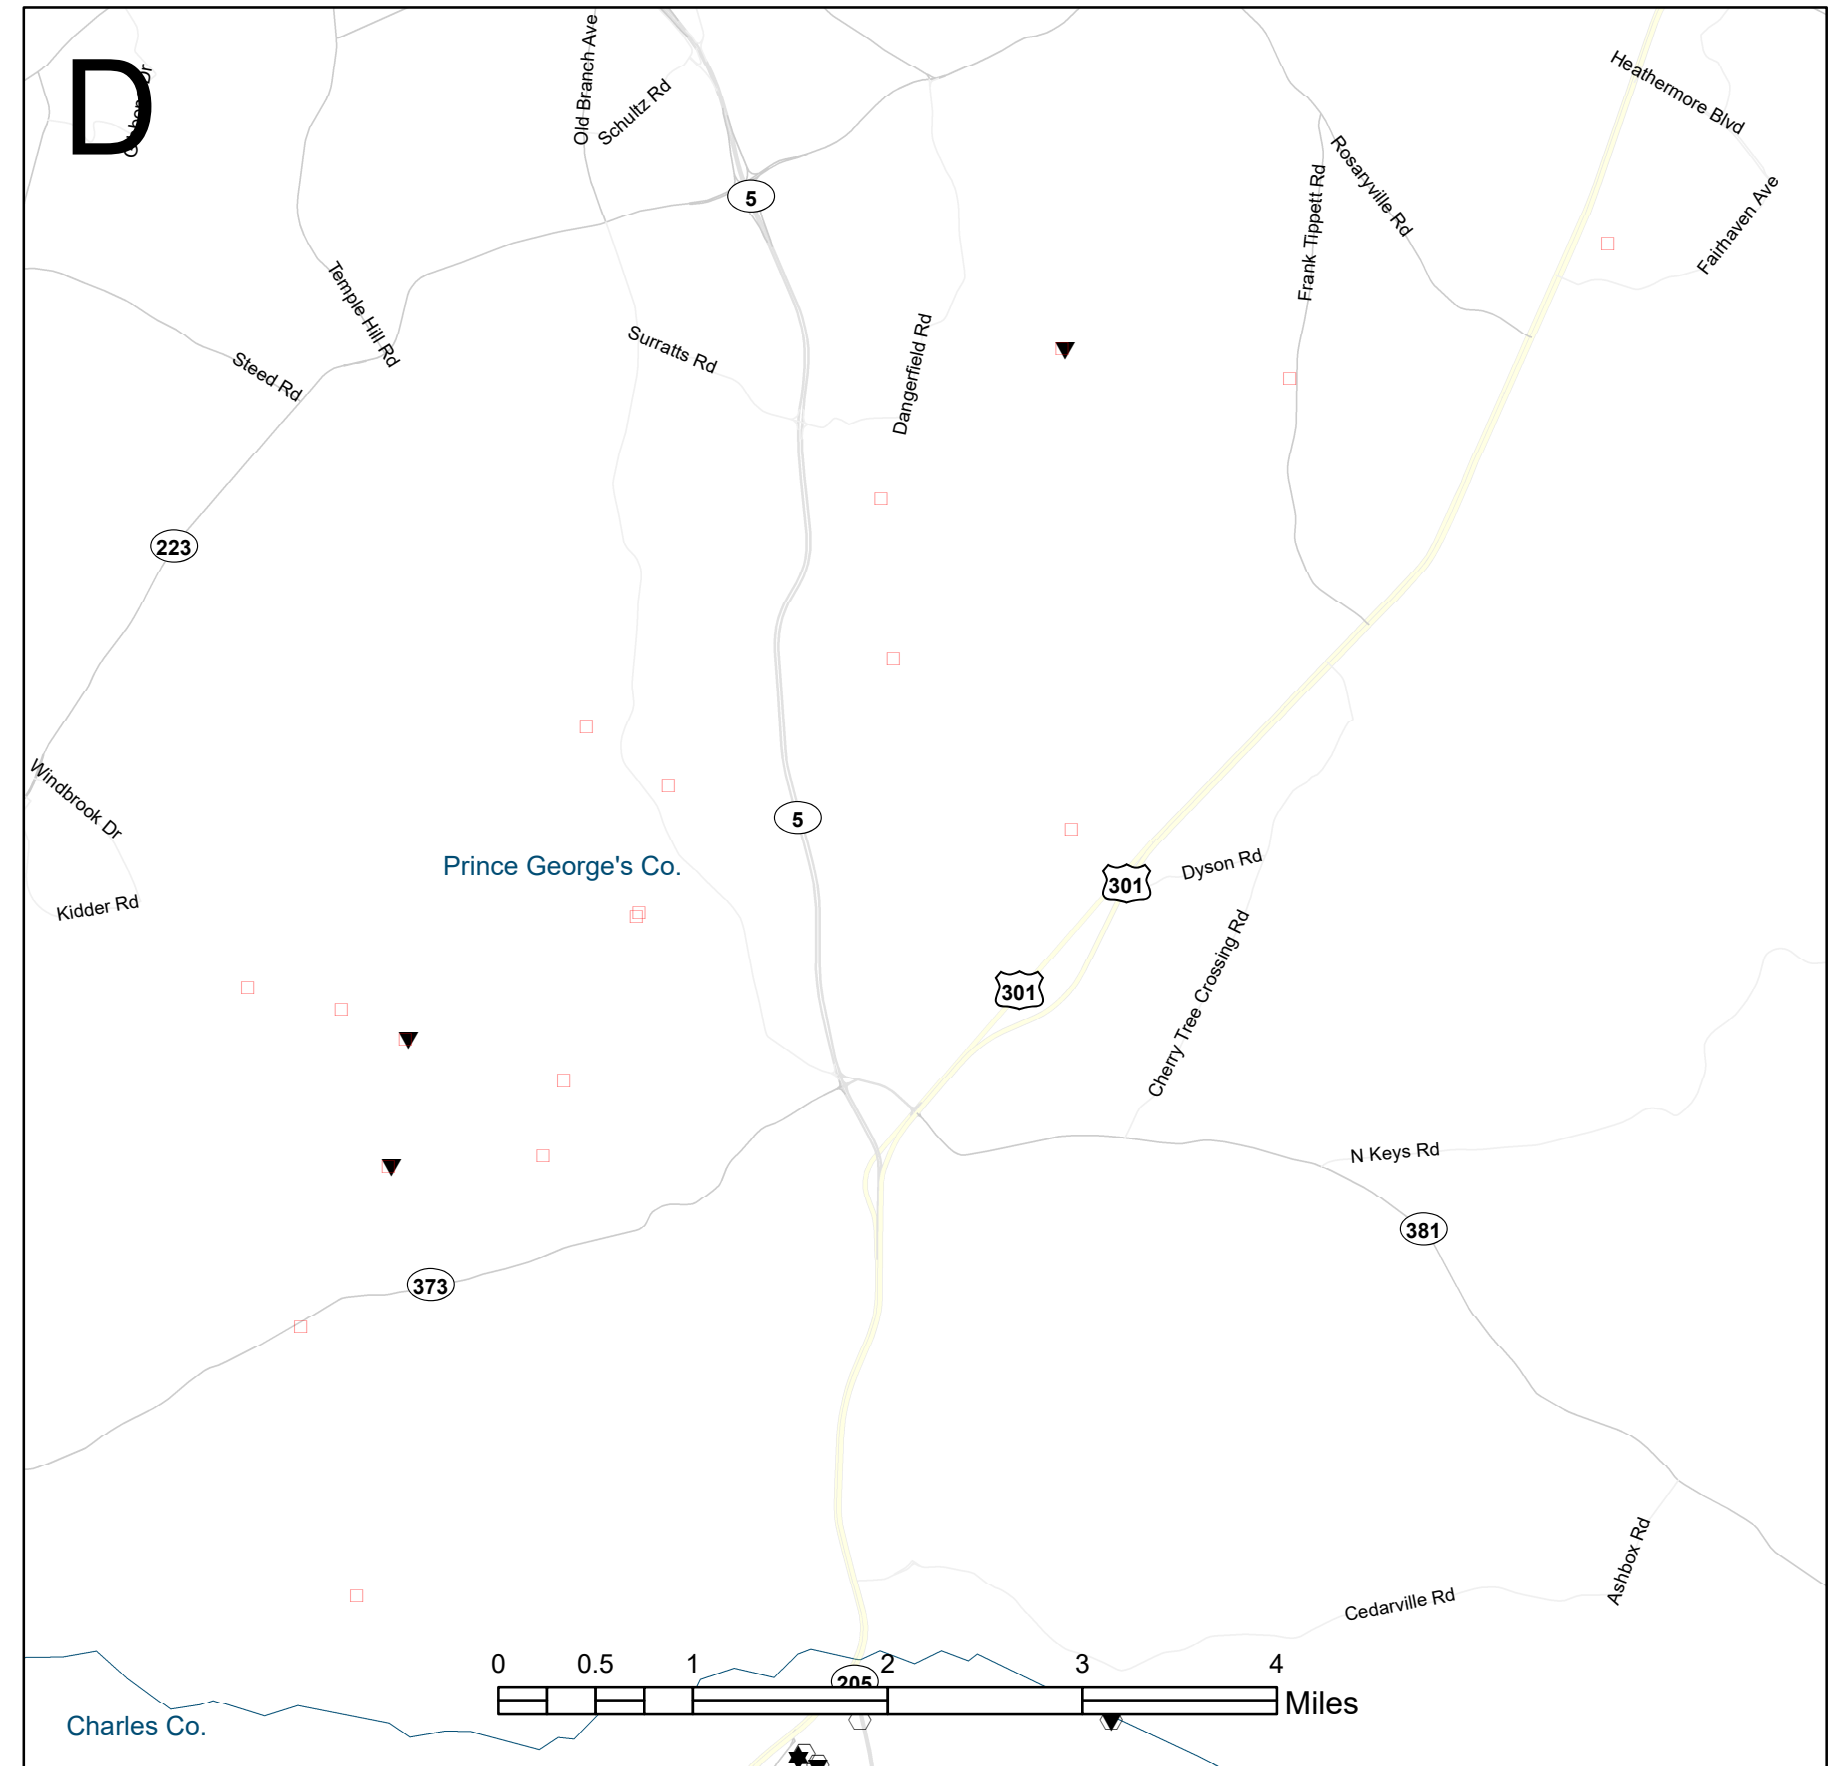 D
Old Branch Ave
Schultz Rd
Heathermore Blvd
Rosaryville Rd
Frank Tippett Rd
Fairhaven Ave
5
Temple Hill Rd
Surratts Rd
Dangerfield Rd
Steed Rd
223
Windbrook Dr
5
Prince George's Co.
Dyson Rd
301
Kidder Rd
301
Cherry Tree Crossing Rd
N Keys Rd
381
373
Ashbox Rd
Cedarville Rd
0 0.5 1 2 3 4
205
Miles
Charles Co.